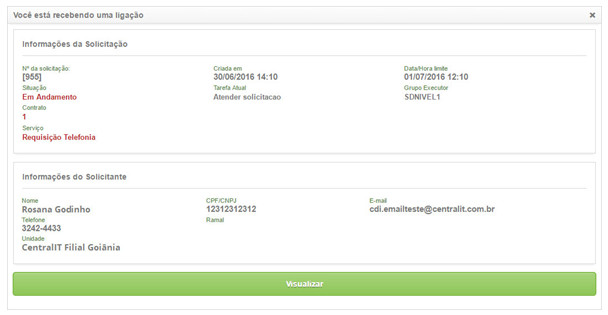 Você está recebendo uma ligação ×
Informações da Solicitação
Nº da solicitação: Criada em Data/Hora limite
[955] 30/06/2016 14:10 01/07/2016 12:10
Situação Tarefa Atual Grupo Executor
Em Andamento Atender solicitacao SDNIVEL1
Contrato
1
Serviço
Requisição Telefonia
Informações do Solicitante
Nome CPF/CNPJ E-mail
Rosana Godinho 12312312312 cdi.emailteste@centralit.com.br
Telefone Ramal
3242-4433
Unidade
CentralIT Filial Goiânia
Visualizar